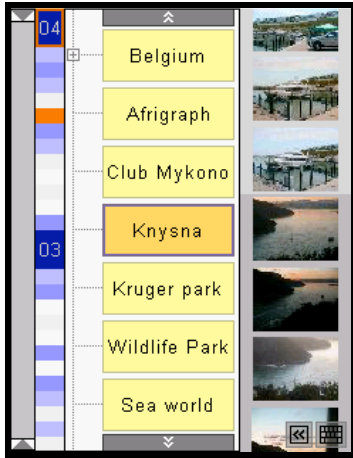 04
Belgium
Afrigraph
Club Mykono
Knysna
03
Kruger park
Wildlife Park
Sea world